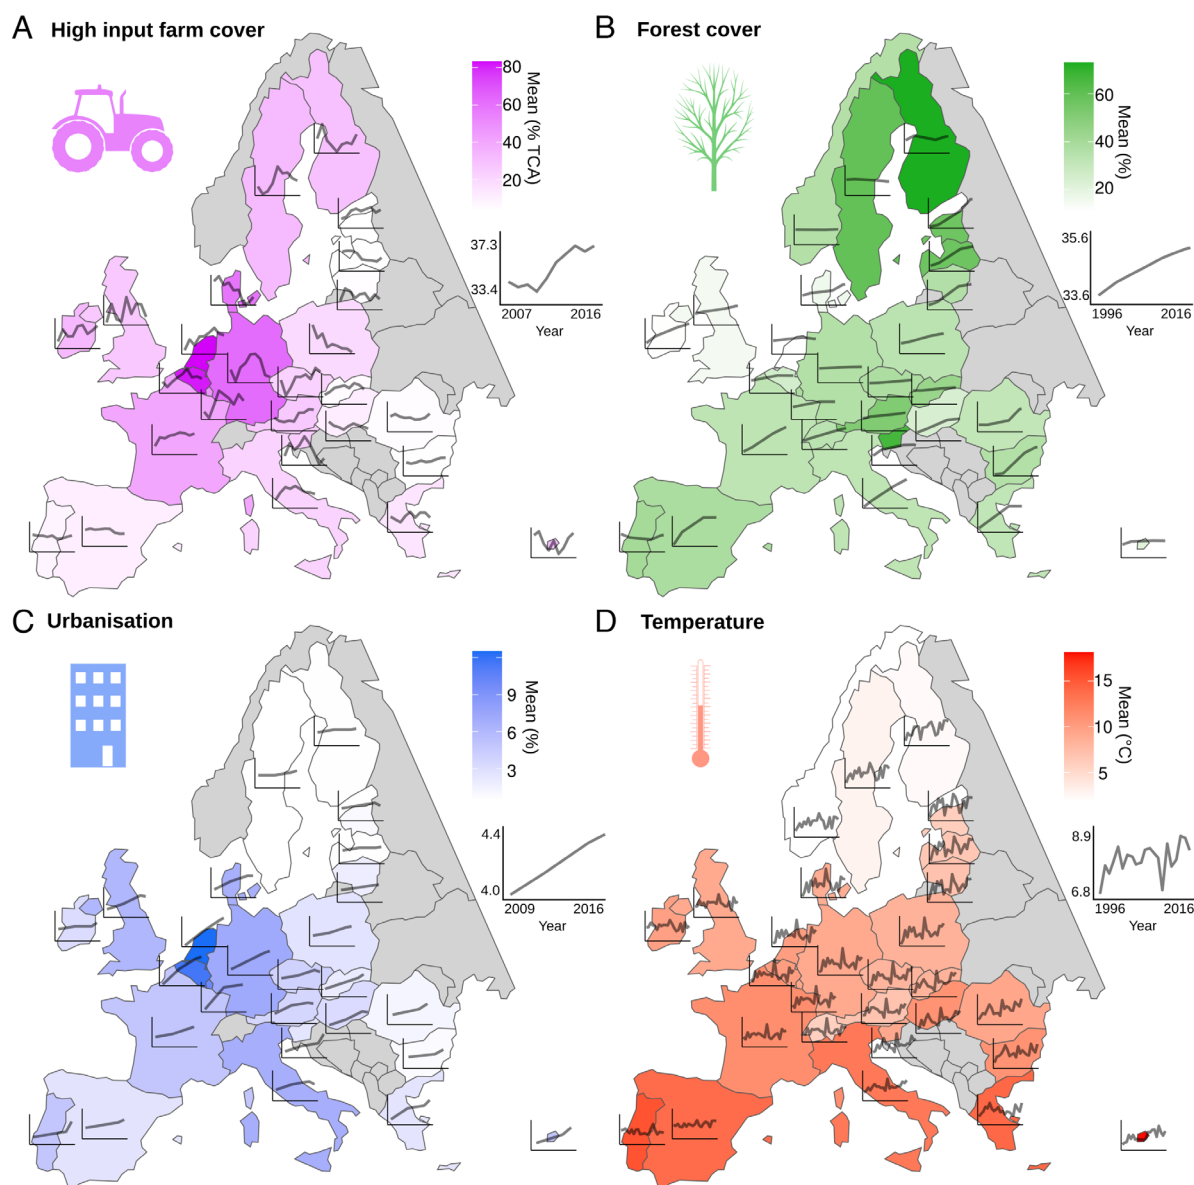 A High input farm cover
80
60
40
20
Mean (% TCA)
37.3
33.4
2007 2016
Year
B Forest cover
60
40
20
Mean (%)
35.6
33.6
1996 2016
Year
C Urbanisation
9
6
3
Mean (%)
4.4
4.0
2009 2016
Year
D Temperature
15
10
5
Mean (°C)
8.9
6.8
1996 2016
Year